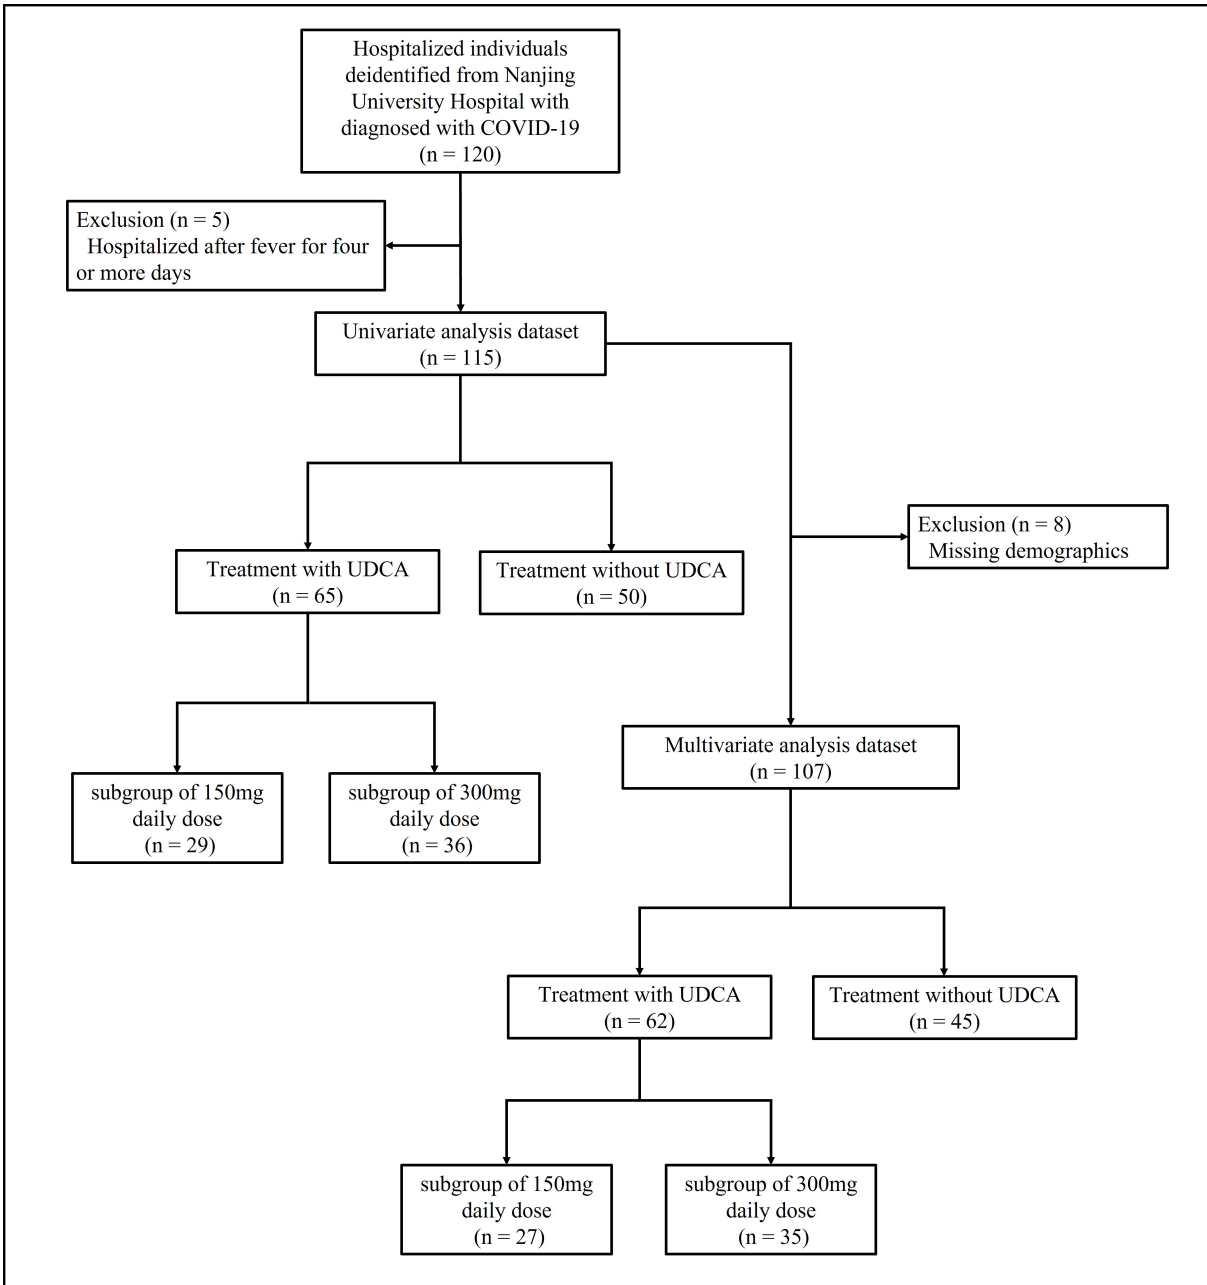 Hospitalized individuals
deidentified from Nanjing
University Hospital with
diagnosed with COVID-19
(n = 120)
Exclusion (n = 5)
Hospitalized after fever for four
or more days
Univariate analysis dataset
(n = 115)
Exclusion (n = 8)
Missing demographics
Treatment with UDCA
(n = 65)
Treatment without UDCA
(n = 50)
subgroup of 150mg
daily dose
(n = 29)
subgroup of 300mg
daily dose
(n = 36)
Multivariate analysis dataset
(n = 107)
Treatment with UDCA
(n = 62)
Treatment without UDCA
(n = 45)
subgroup of 150mg
daily dose
(n = 27)
subgroup of 300mg
daily dose
(n = 35)